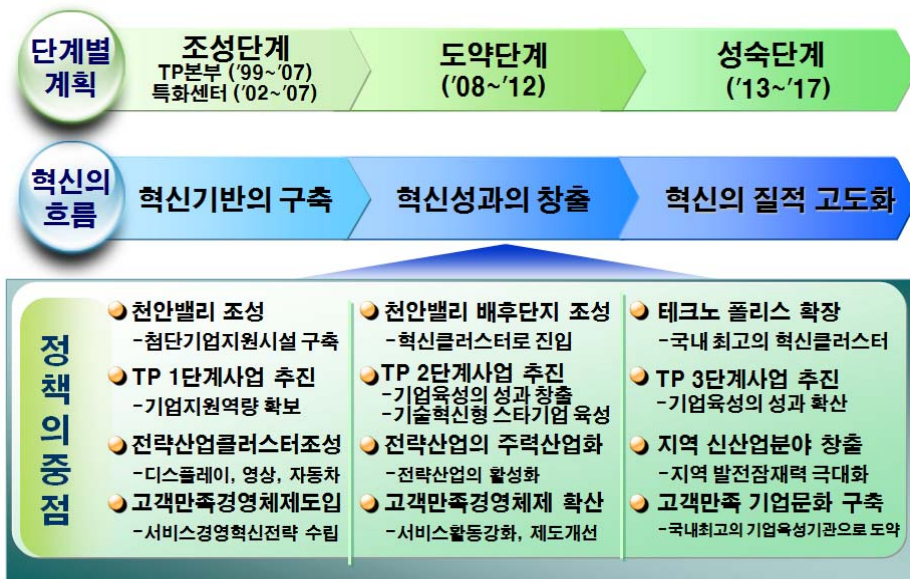 단계별
계획
조성단계
TP본부 ('99~'07)
특화센터 ('02~'07)
도약단계
('08~'12)
성숙단계
('13~'17)
혁신의
흐름
혁신기반의 구축
혁신성과의 창출
혁신의 질적 고도화
정책의중점
천안밸리 조성
-첨단기업지원시설 구축
TP 1단계사업 추진
-기업지원역량 확보
전략산업클러스터조성
-디스플레이, 영상, 자동차
고객만족경영체제도입
-서비스경영혁신전략 수립
천안밸리 배후단지 조성
-혁신클러스터로 진입
TP 2단계사업 추진
-기업육성의 성과 창출
-기술혁신형 스타기업 육성
전략산업의 주력산업화
-전략산업의 활성화
고객만족경영체제 확산
-서비스활동강화, 제도개선
테크노 폴리스 확장
-국내 최고의 혁신클러스터
TP 3단계사업 추진
-기업육성의 성과 확산
지역 신산업분야 창출
-지역 발전잠재력 극대화
고객만족 기업문화 구축
-국내최고의 기업육성기관으로 도약